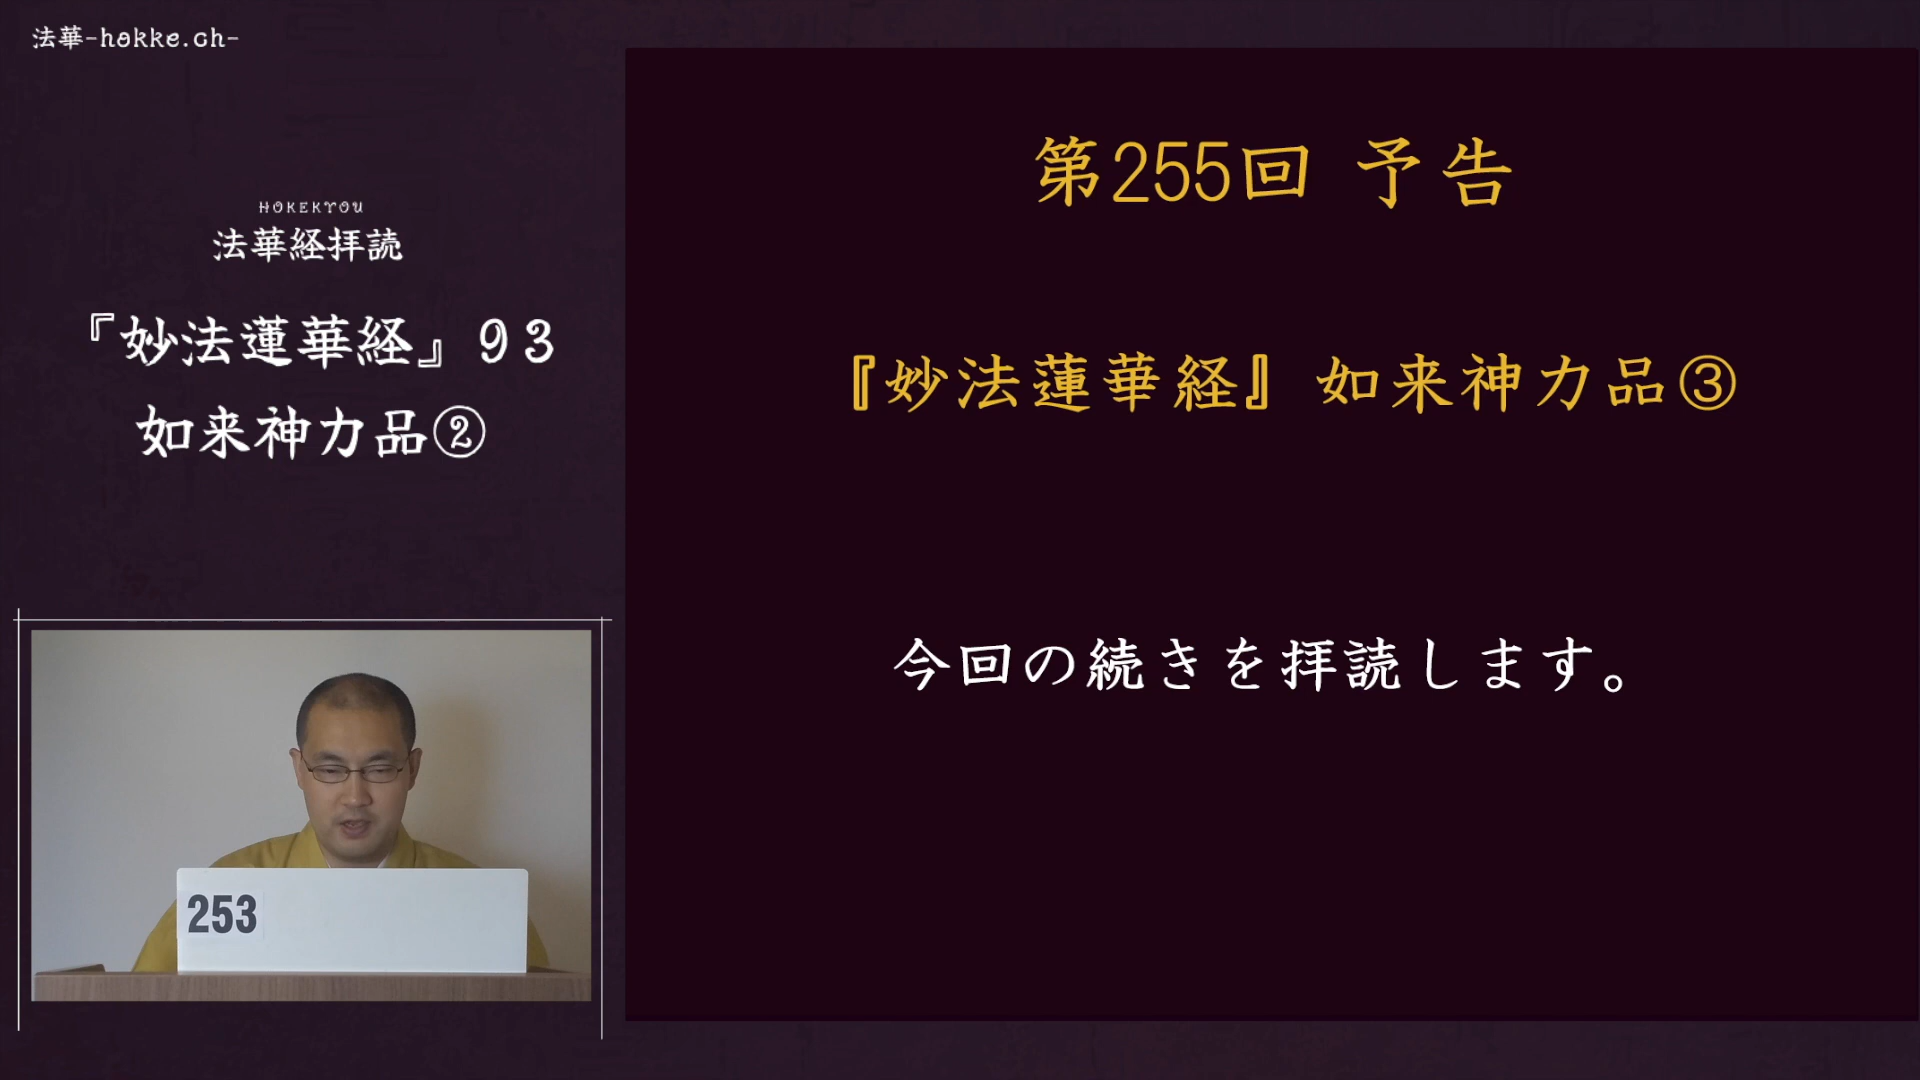 法華-hokke.ch-
HOKEKYOU
法華経拝読
『妙法蓮華経』９３
如来神力品②
253
第255回 予告
『妙法蓮華経』如来神力品③
今回の続きを拝読します。